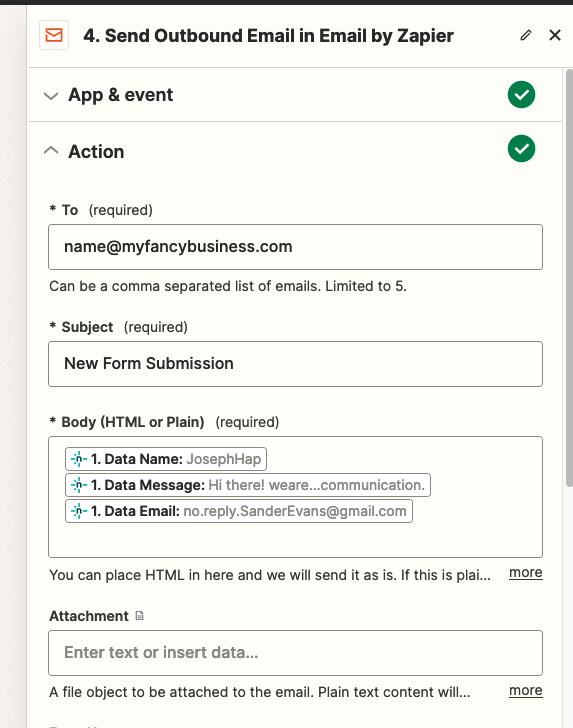 4. Send Outbound Email in Email by Zapier
App & event
Action
* To (required)
name@myfancybusiness.com
Can be a comma separated list of emails. Limited to 5.
* Subject (required)
New Form Submission
* Body (HTML or Plain) (required)
1. Data Name: JosephHap
1. Data Message: Hi there! weare...communication.
1. Data Email: no.reply.SanderEvans@gmail.com
You can place HTML in here and we will send it as is. If this is plai... more
Attachment
Enter text or insert data...
A file object to be attached to the email. Plain text content will... more